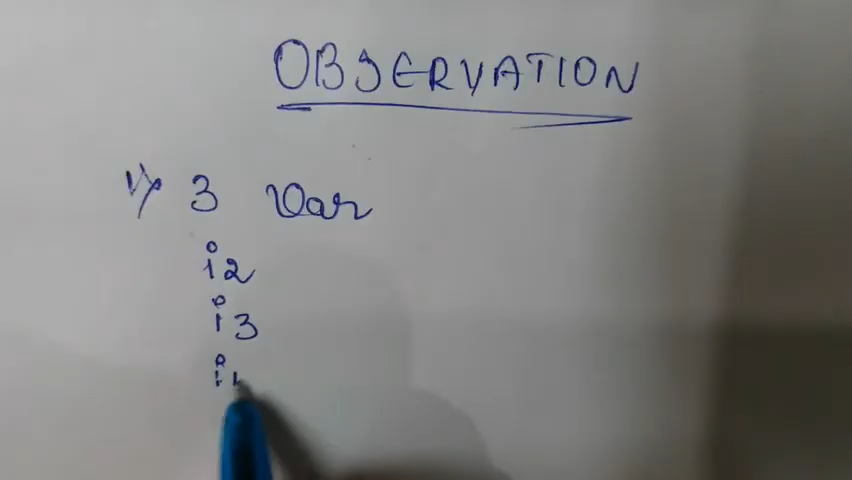 OBSERVATION
1) 3 Var
i2
i3
i